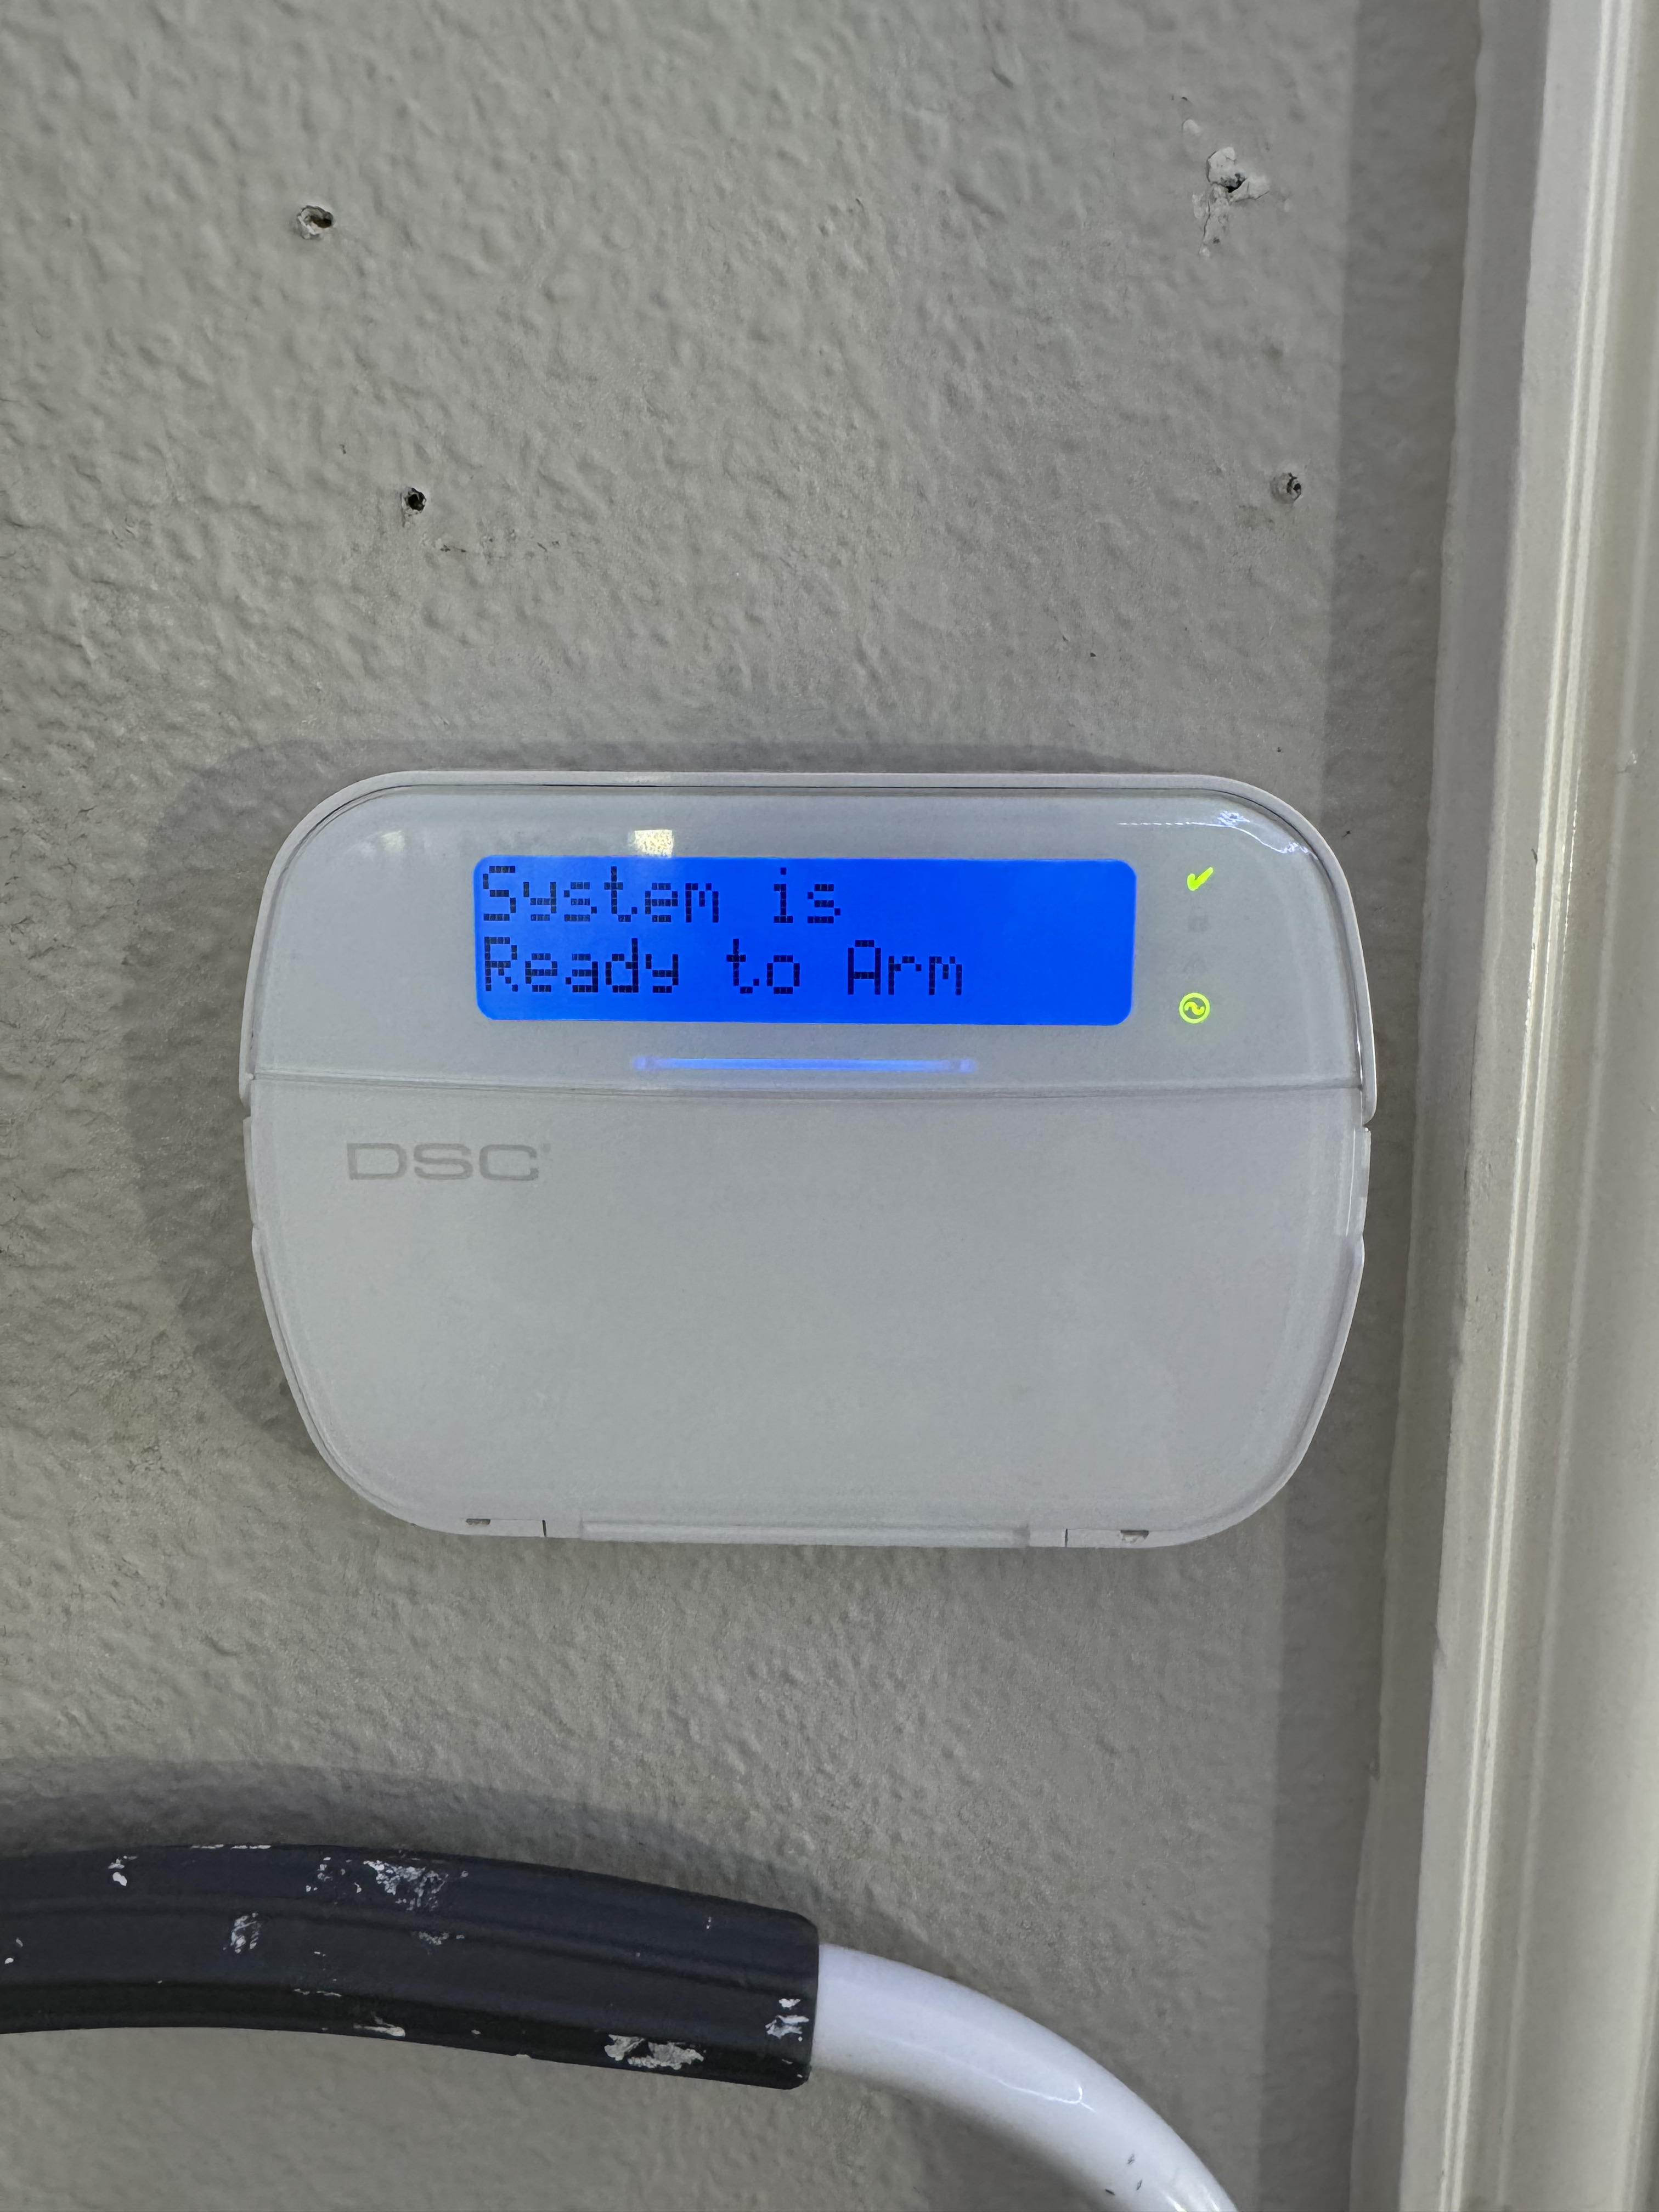 System is
Ready to Arm
DSC